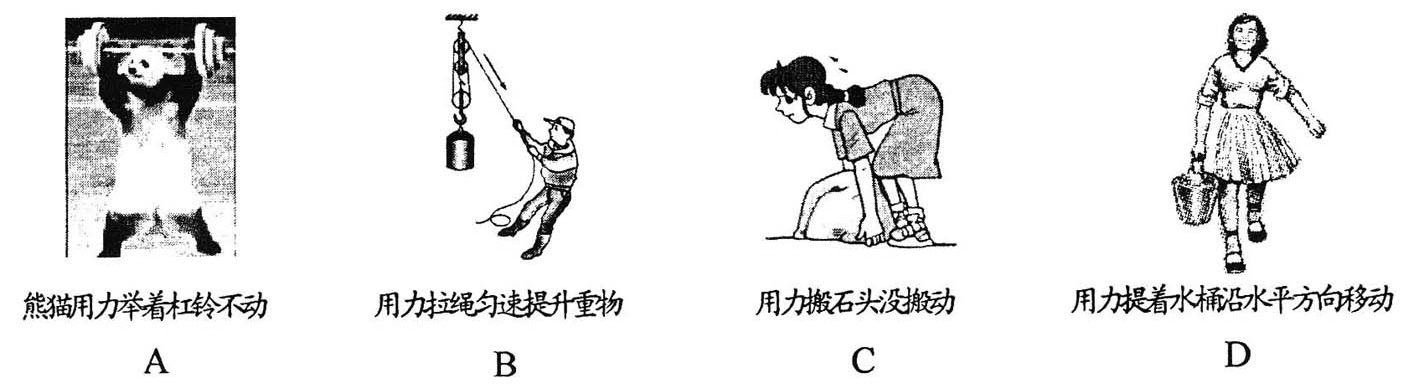 熊猫用力举着杠铃不动
用力拉绳匀速提升重物
用力搬石头没搬动
用力提着水桶沿水平方向移动
A
B
C
D